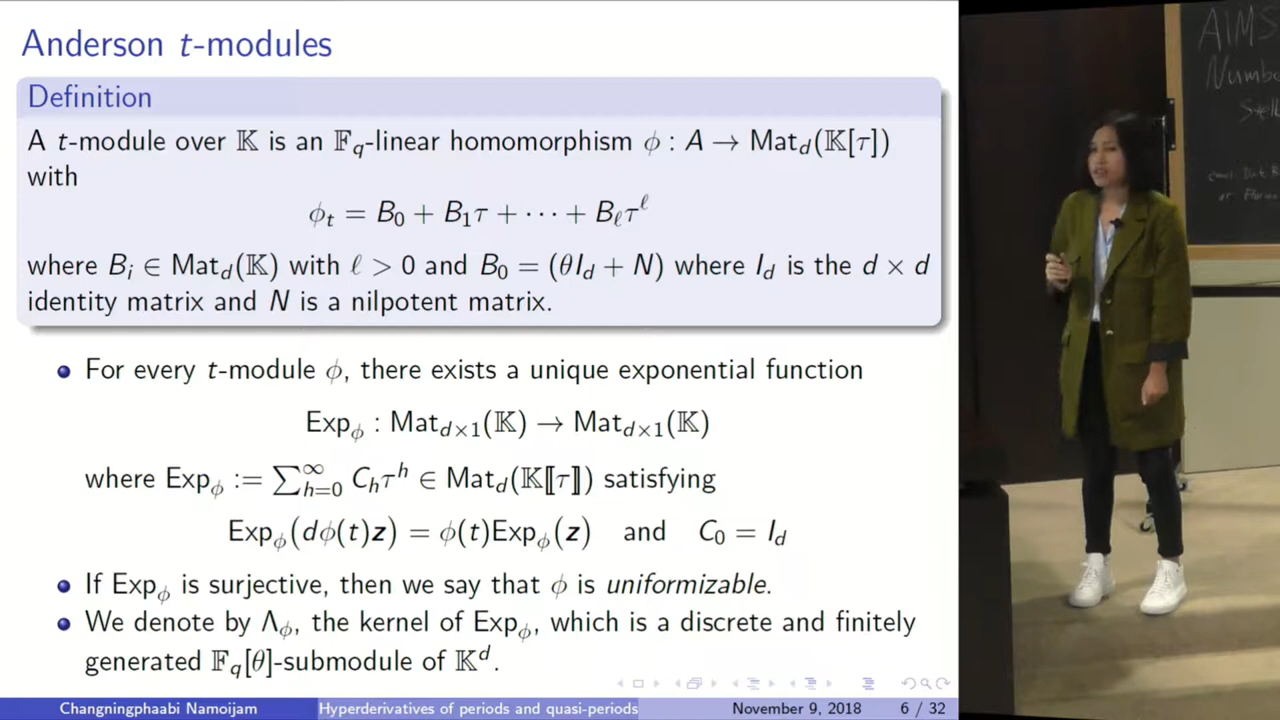 Anderson t-modules
Definition
A t-module over 𝕂 is an 𝔽_q-linear homomorphism ϕ : A → Mat_d(𝕂[τ])
with
ϕ_t = B_0 + B_1τ + ··· + B_ℓτ^ℓ
where B_i ∈ Mat_d(𝕂) with ℓ > 0 and B_0 = (θI_d + N) where I_d is the d × d
identity matrix and N is a nilpotent matrix.
For every t-module ϕ, there exists a unique exponential function
Exp_ϕ : Mat_{d×1}(𝕂) → Mat_{d×1}(𝕂)
where Exp_ϕ := ∑_{h=0}^∞ C_hτ^h ∈ Mat_d(𝕂⟦τ⟧) satisfying
Exp_ϕ(dϕ(t)z) = ϕ(t)Exp_ϕ(z) and C_0 = I_d
If Exp_ϕ is surjective, then we say that ϕ is uniformizable.
We denote by Λ_ϕ, the kernel of Exp_ϕ, which is a discrete and finitely
generated 𝔽_q[θ]-submodule of 𝕂^d.
Changningphaabi Namoijam Hyperderivatives of periods and quasi-periods November 9, 2018 6 / 32
AIMS